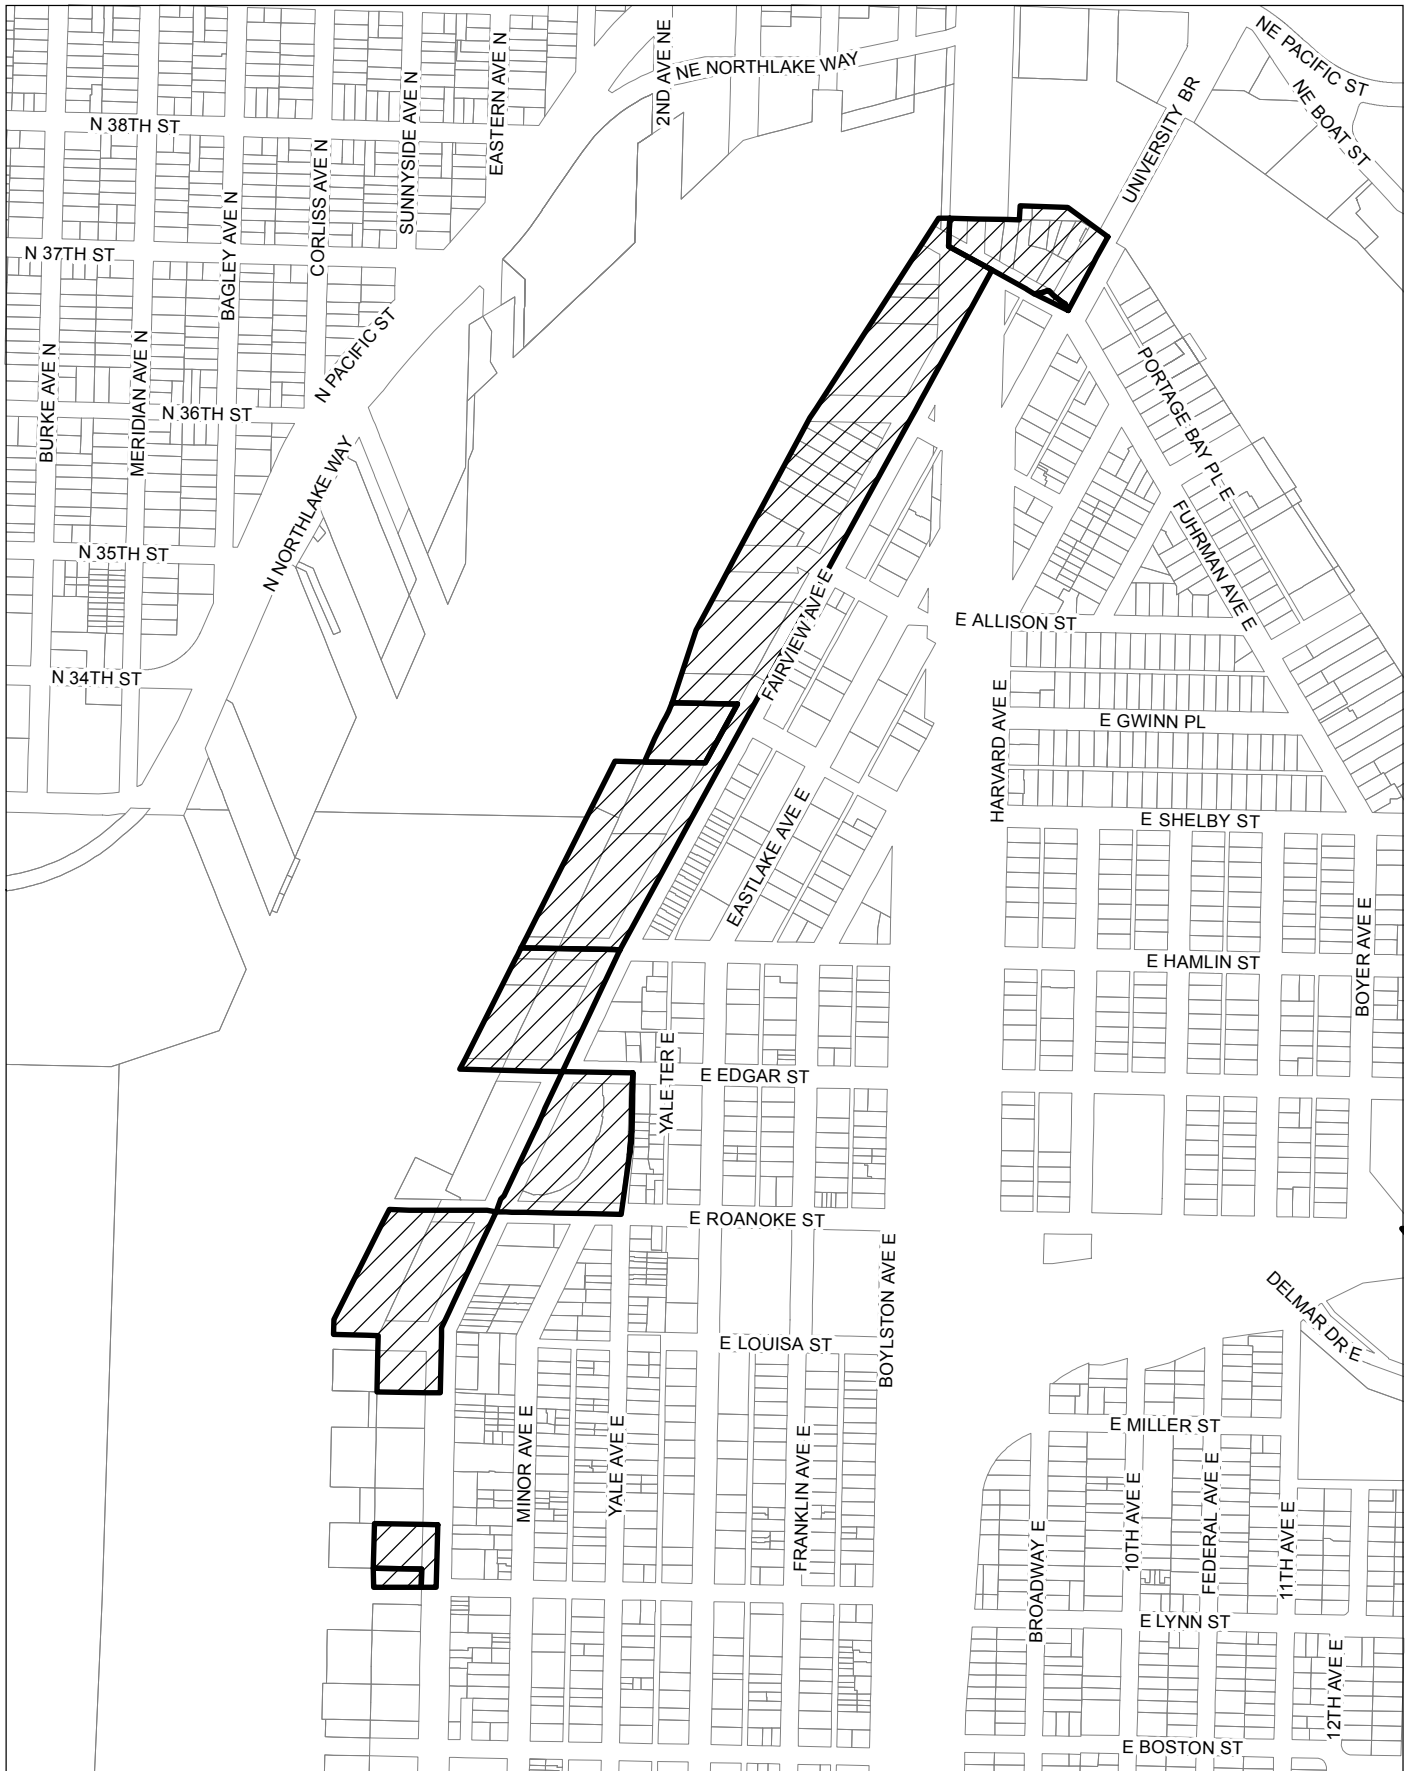 2ND AVE NE
NE NORTHLAKE WAY
NE PACIFIC ST
NE BOAT ST
UNIVERSITY BR
EASTERN AVE N
SUNNYSIDE AVE N
N 38TH ST
CORLISS AVE N
BAGLEY AVE N
N 37TH ST
N PACIFIC ST
MERIDIAN AVE N
BURKE AVE N
N 36TH ST
PORTAGE BAY PL E
N NORTHLAKE WAY
FUHRMAN AVE E
N 35TH ST
FAIRVIEW AVE E
E ALLISON ST
N 34TH ST
HARVARD AVE E
E GWINN PL
E SHELBY ST
EASTLAKE AVE E
BOYER AVE E
E HAMLIN ST
YALE TER E
E EDGAR ST
E ROANOKE ST
BOYLSTON AVE E
DELMAR DR E
E LOUISA ST
E MILLER ST
MINOR AVE E
YALE AVE E
FRANKLIN AVE E
BROADWAY E
10TH AVE E
FEDERAL AVE E
11TH AVE E
E LYNN ST
12TH AVE E
E BOSTON ST